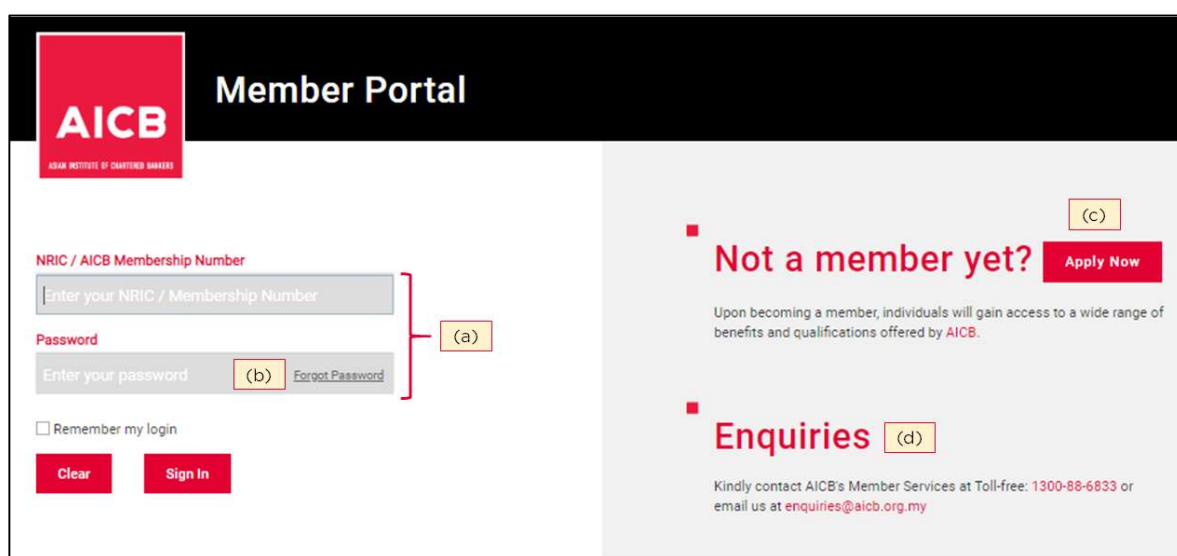 Member Portal
AICB
ASIAN INSTITUTE OF CHARTERED BANKERS
NRIC / AICB Membership Number
Enter your NRIC / Membership Number
Password
Enter your password (b) Forgot Password
(a)
Remember my login
Clear Sign In
(c)
Not a member yet? Apply Now
Upon becoming a member, individuals will gain access to a wide range of
benefits and qualifications offered by AICB.
Enquiries (d)
Kindly contact AICB's Member Services at Toll-free: 1300-88-6833 or
email us at enquiries@aicb.org.my